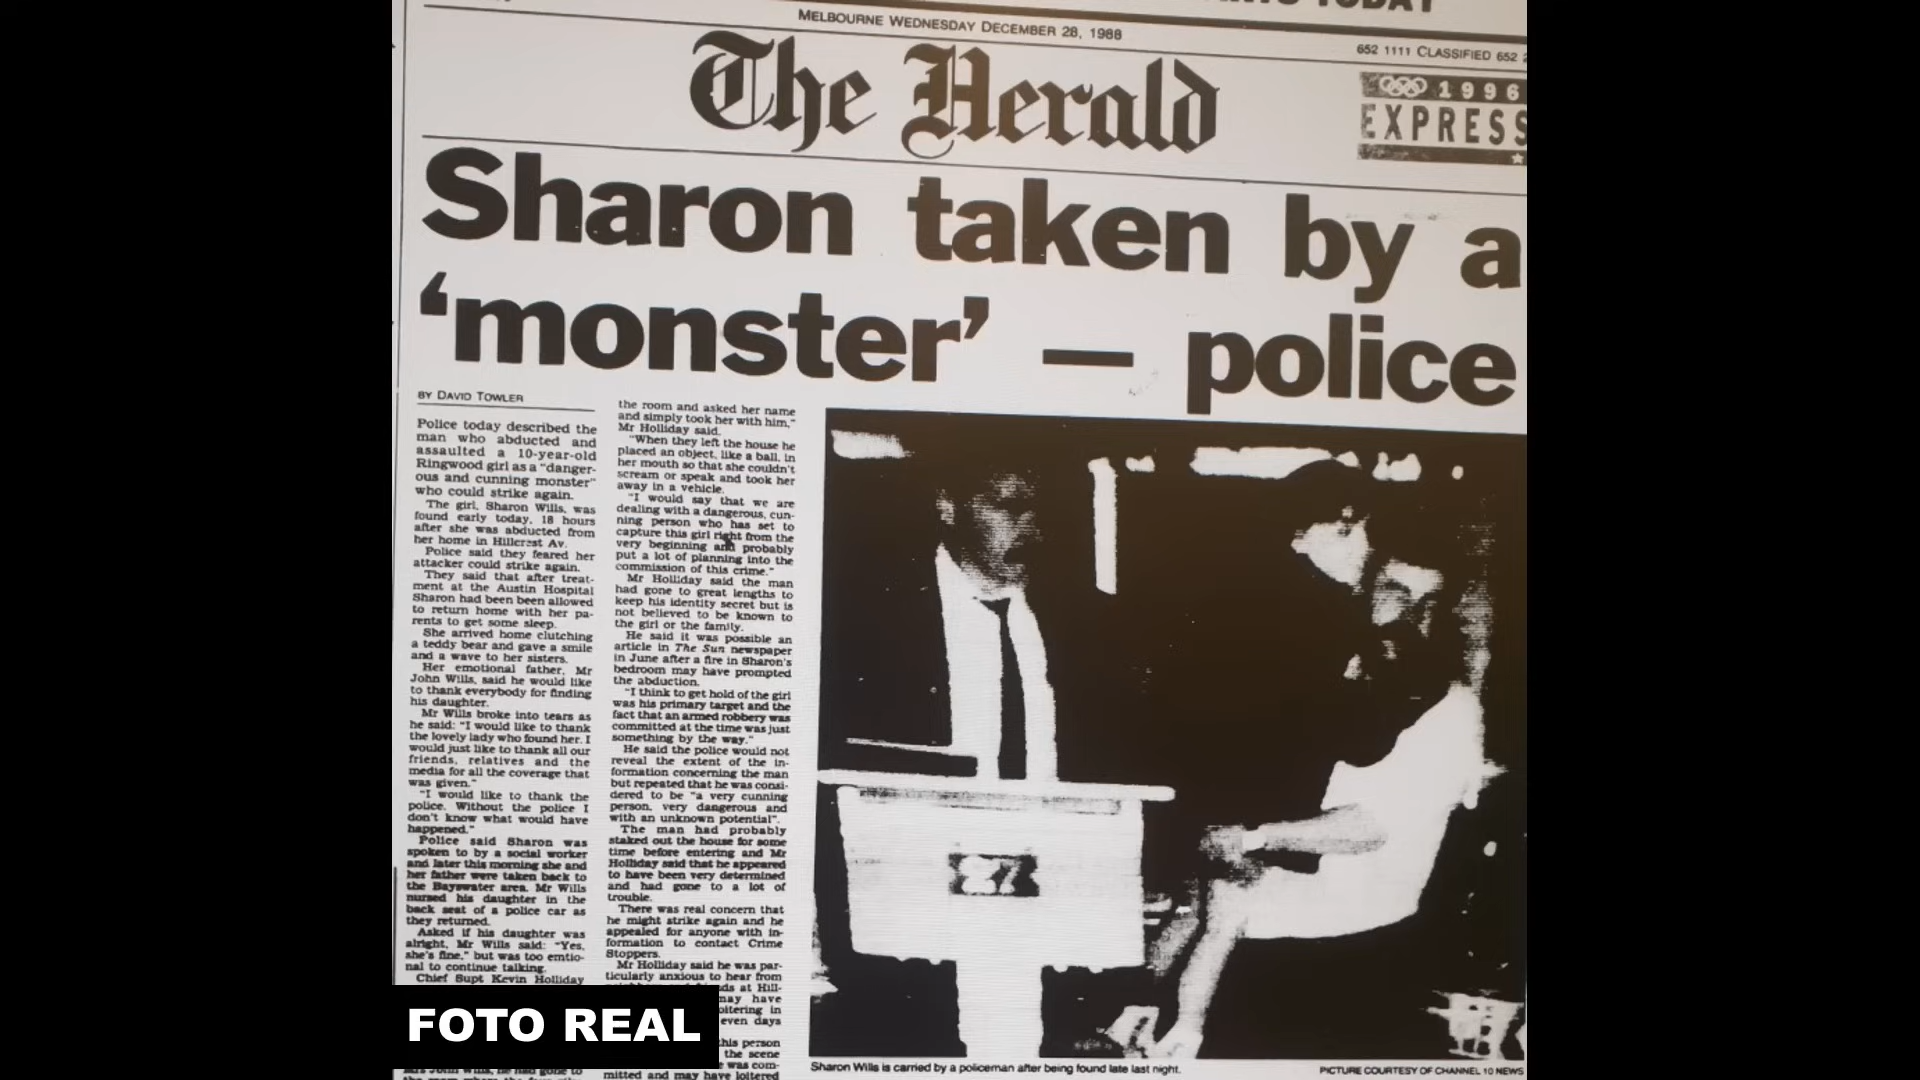 TODAY
MELBOURNE WEDNESDAY DECEMBER 28, 1988
652 1111 CLASSIFIED 652
The Herald
1996
EXPRESS
Sharon taken by a
'monster' — police
BY DAVID TOWLER
Police today described the
man who abducted and
assaulted a 10-year-old
Ringwood girl as a "danger-
ous and cunning monster"
who could strike again.
The girl, Sharon Wills, was
found early today, 18 hours
after she was abducted from
her home in Hillcrest Av.
Police said they feared her
attacker could strike again.
They said that after treat-
ment at the Austin Hospital
Sharon had been been allowed
to return home with her pa-
rents to get some sleep.
She arrived home clutching
a teddy bear and gave a smile
and a wave to her sisters.
Her emotional father, Mr
John Wills, said he would like
to thank everybody for finding
his daughter.
Mr Wills broke into tears as
he said: "I would like to thank
the lovely lady who found her. I
would just like to thank all our
friends, relatives and the
media for all the coverage that
was given."
"I would like to thank the
police. Without the police I
don't know what would have
happened."
Police said Sharon was
spoken to by a social worker
and later this morning she and
her father were taken back to
the Bayswater area. Mr Wills
nursed his daughter in the
back seat of a police car as
they returned.
Asked if his daughter was
alright, Mr Wills said: "Yes,
she's fine," but was too emtio-
nal to continue talking.
Chief Supt Kevin Holliday
the room and asked her name
and simply took her with him,"
Mr Holliday said.
"When they left the house he
placed an object, like a ball, in
her mouth so that she couldn't
scream or speak and took her
away in a vehicle.
"I would say that we are
dealing with a dangerous, cun-
ning person who has set to
capture this girl right from the
very beginning and probably
put a lot of planning into the
commission of this crime."
Mr Holliday said the man
had gone to great lengths to
keep his identity secret but is
not believed to be known to
the girl or the family.
He said it was possible an
article in The Sun newspaper
in June after a fire in Sharon's
bedroom may have prompted
the abduction.
"I think to get hold of the girl
was his primary target and the
fact that an armed robbery was
committed at the time was just
something by the way."
He said the police would not
reveal the extent of the in-
formation concerning the man
but repeated that he was consi-
dered to be "a very cunning
person, very dangerous and
with an unknown potential".
The man had probably
staked out the house for some
time before entering and Mr
Holliday said that he appeared
to have been very determined
and had gone to a lot of
trouble.
There was real concern that
he might strike again and he
appealed for anyone with in-
formation to contact Crime
Stoppers.
Mr Holliday said he was par-
ticularly anxious to hear from
at Hill-
may have
in
even days
this person
the scene
was com-
mitted and may have loitered
27
Sharon Wills is carried by a policeman after being found late last night.
PICTURE COURTESY OF CHANNEL 10 NEWS
FOTO REAL